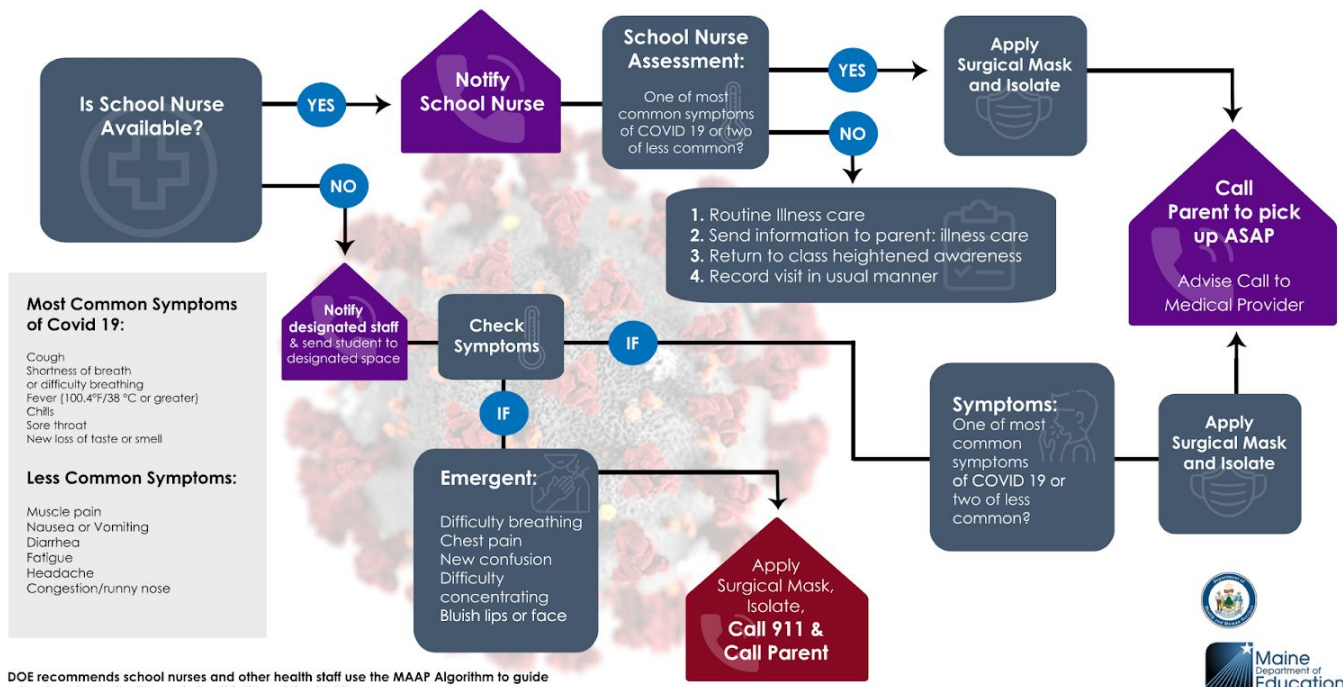 Is School Nurse
Available?
YES
NO
Notify
School Nurse
School Nurse
Assessment:
One of most
common symptoms
of COVID 19 or two
of less common?
YES
NO
Apply
Surgical Mask
and Isolate
Call
Parent to pick
up ASAP
Advise Call to
Medical Provider
1. Routine Illness care
2. Send information to parent: illness care
3. Return to class heightened awareness
4. Record visit in usual manner
Notify
designated staff
& send student to
designated space
Check
Symptoms
IF
IF
Symptoms:
One of most
common
symptoms
of COVID 19 or
two of less
common?
Apply
Surgical Mask
and Isolate
Emergent:
Difficulty breathing
Chest pain
New confusion
Difficulty
concentrating
Bluish lips or face
Apply
Surgical Mask,
Isolate,
Call 911 &
Call Parent
Most Common Symptoms
of Covid 19:
Cough
Shortness of breath
or difficulty breathing
Fever (100.4°F/38 °C or greater)
Chills
Sore throat
New loss of taste or smell
Less Common Symptoms:
Muscle pain
Nausea or Vomiting
Diarrhea
Fatigue
Headache
Congestion/runny nose
DOE recommends school nurses and other health staff use the MAAP Algorithm to guide
Department of
Health and Human Services
Maine
Department of
Education